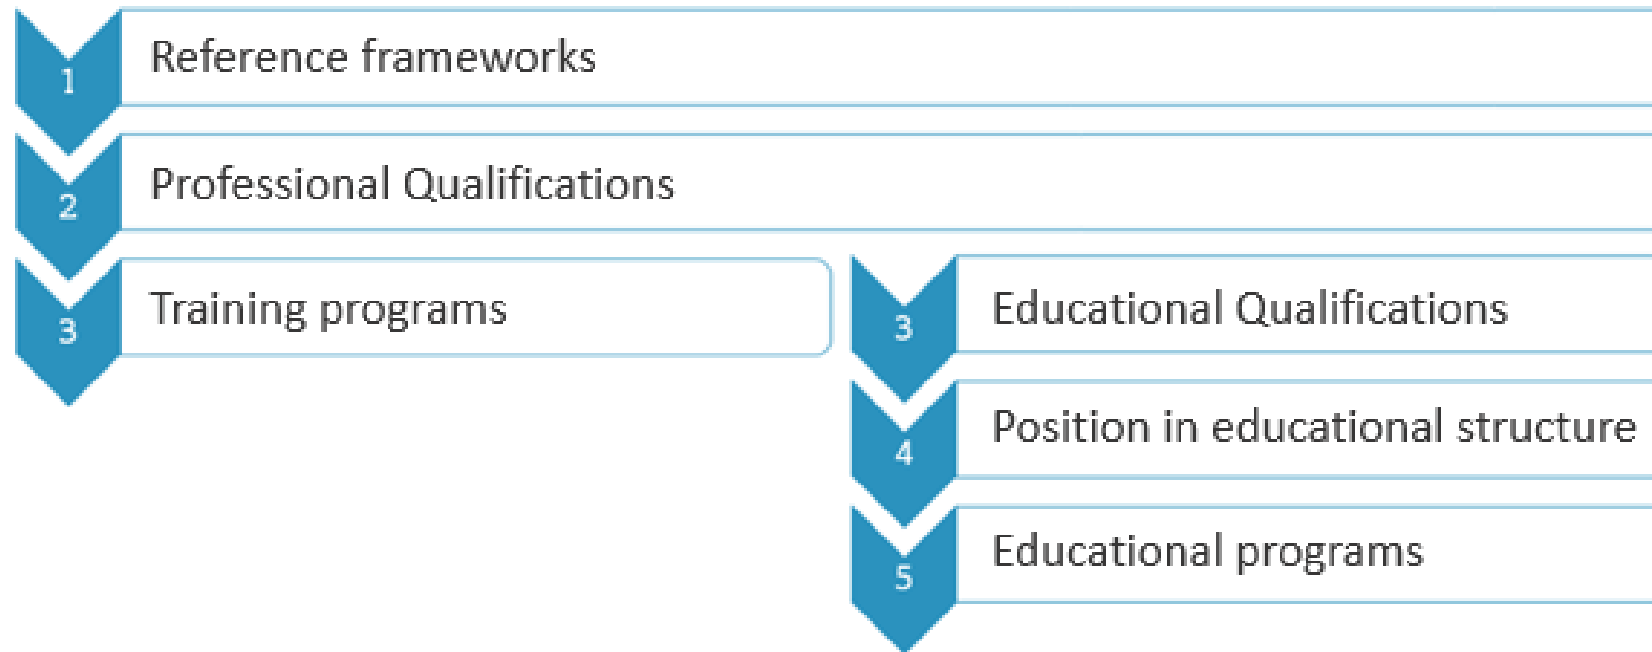 1 Reference frameworks
2 Professional Qualifications
3 Training programs
3 Educational Qualifications
4 Position in educational structure
5 Educational programs